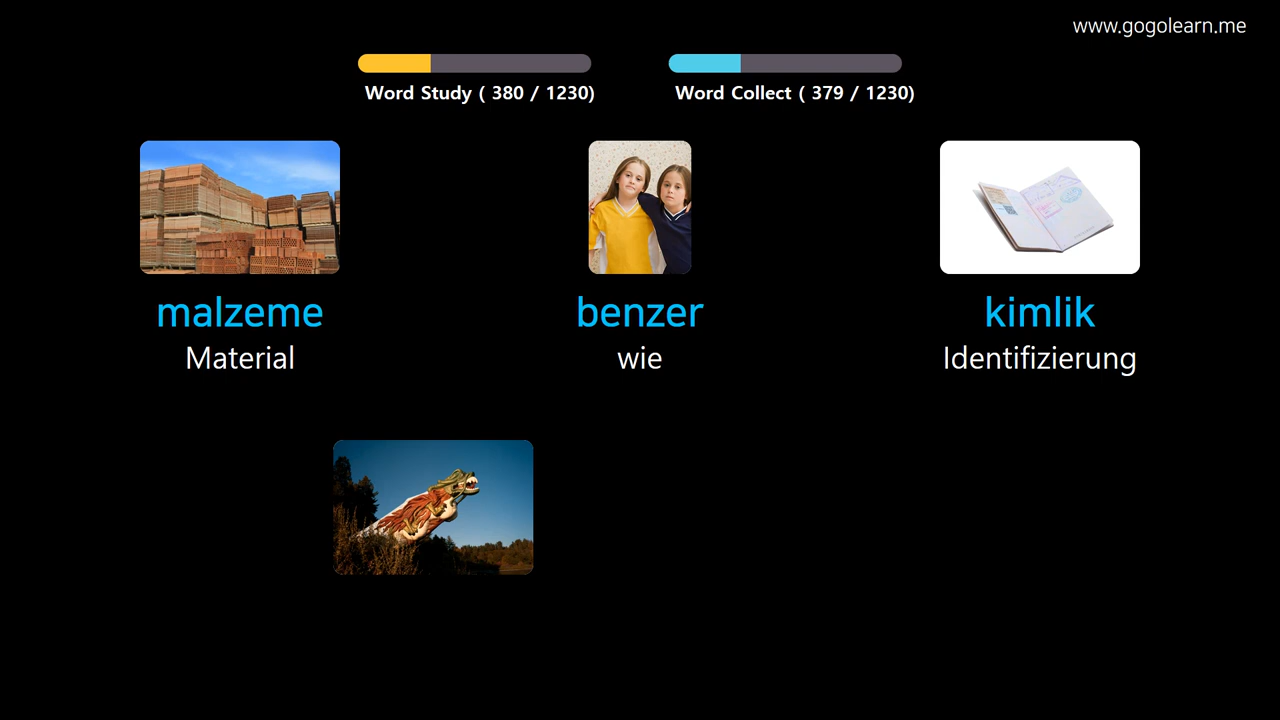 www.gogolearn.me
Word Study ( 380 / 1230)
Word Collect ( 379 / 1230)
malzeme
benzer
kimlik
Material
wie
Identifizierung